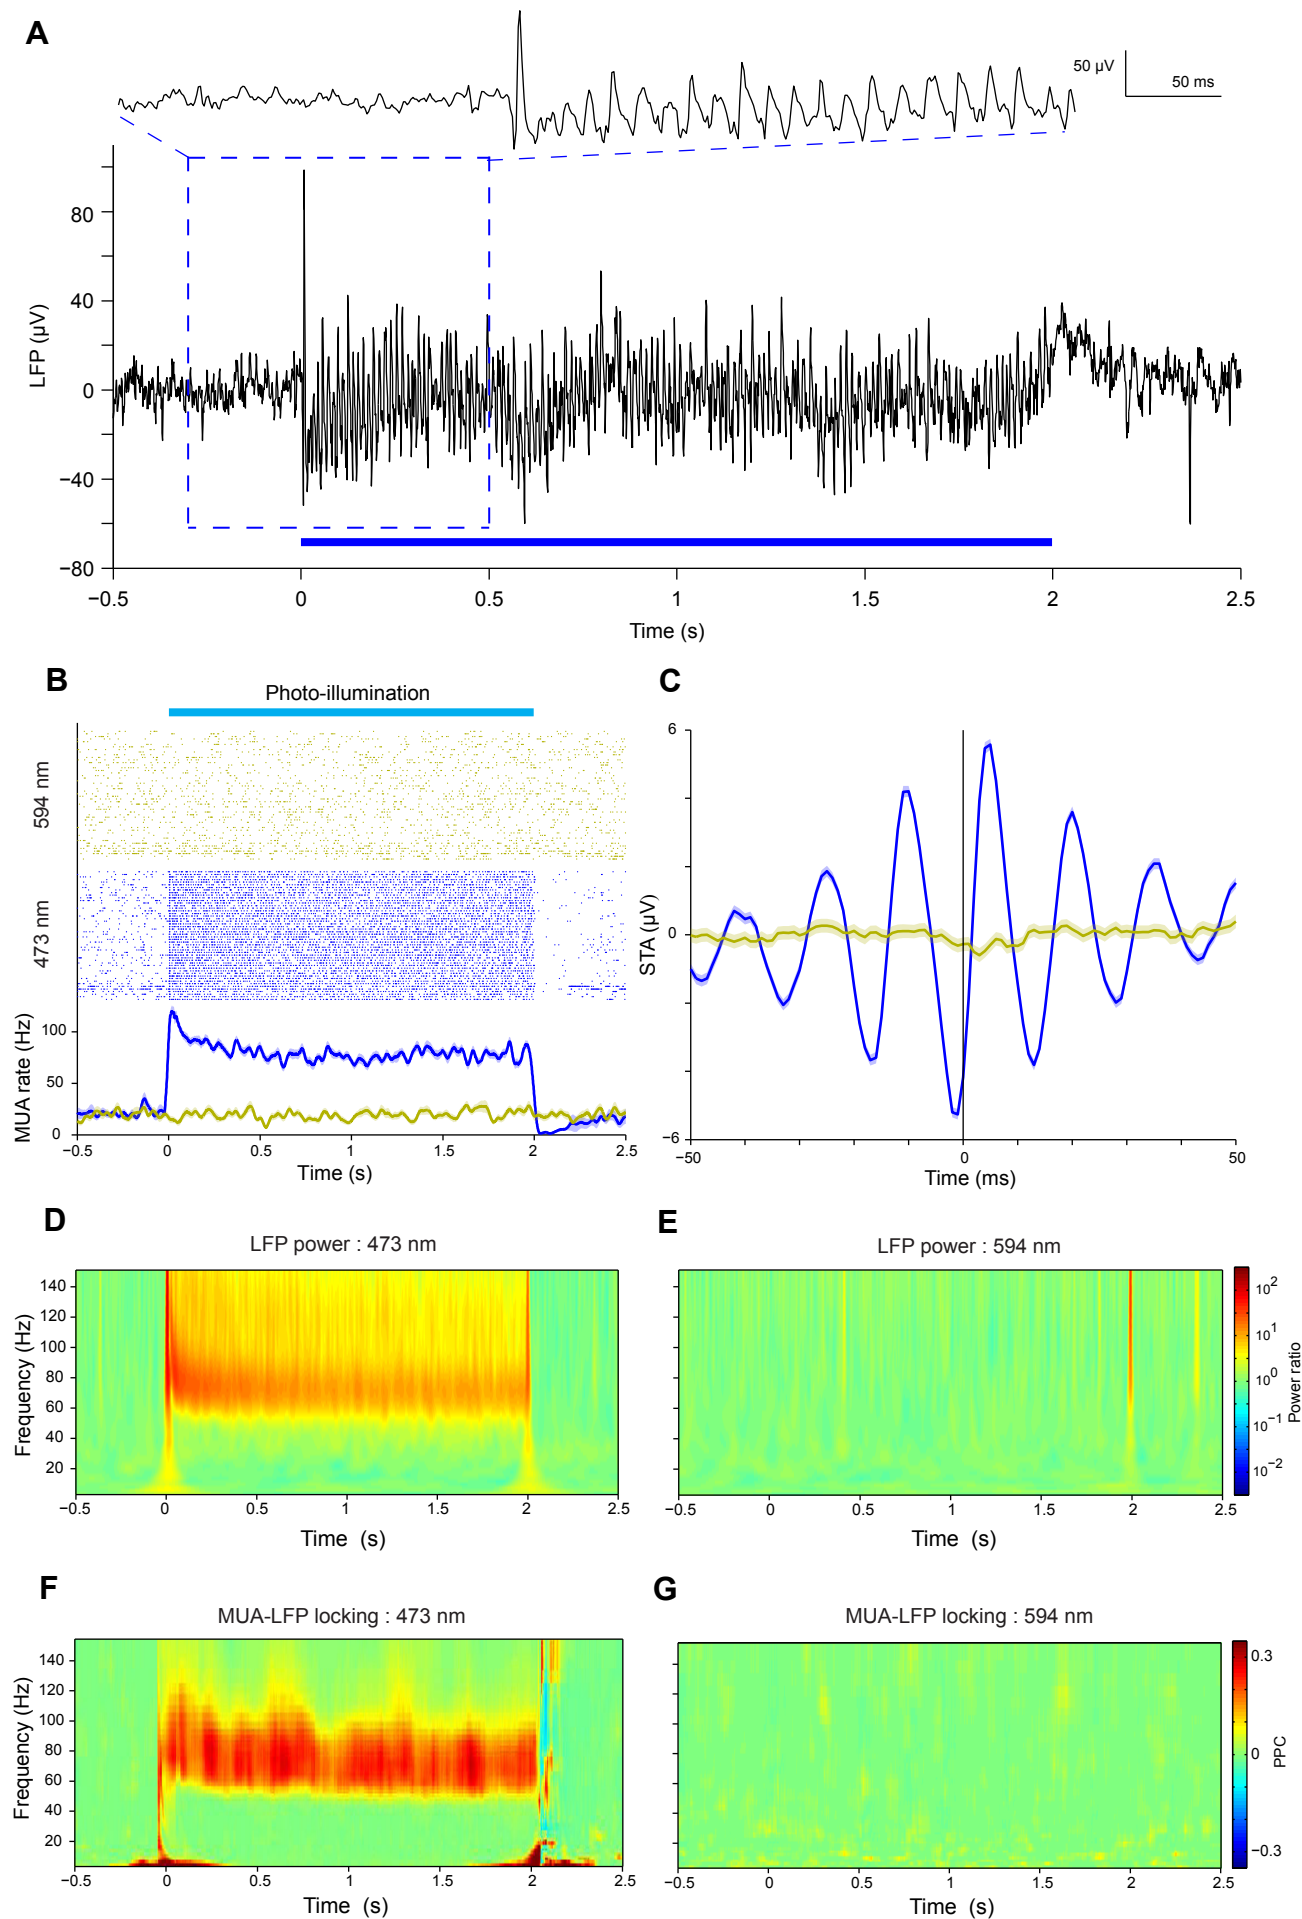 A
50 µV
50 ms
LFP (µV)
80
40
0
−40
−80
−0.5
0
0.5
1
1.5
2
2.5
Time (s)
B
Photo-illumination
594 nm
473 nm
MUA rate (Hz)
100
50
0
−0.5
0
0.5
1
1.5
2
2.5
Time (s)
C
STA (µV)
6
0
−6
−50
0
50
Time (ms)
D
LFP power : 473 nm
Frequency (Hz)
140
120
100
80
60
40
20
−0.5
0
0.5
1
1.5
2
2.5
Time (s)
E
LFP power : 594 nm
−0.5
0
0.5
1
1.5
2
2.5
Time (s)
10²
10¹
10⁰
10⁻¹
10⁻²
Power ratio
F
MUA-LFP locking : 473 nm
Frequency (Hz)
140
120
100
80
60
40
20
−0.5
0
0.5
1
1.5
2
2.5
Time (s)
G
MUA-LFP locking : 594 nm
−0.5
0
0.5
1
1.5
2
2.5
Time (s)
0.3
0
−0.3
PPC